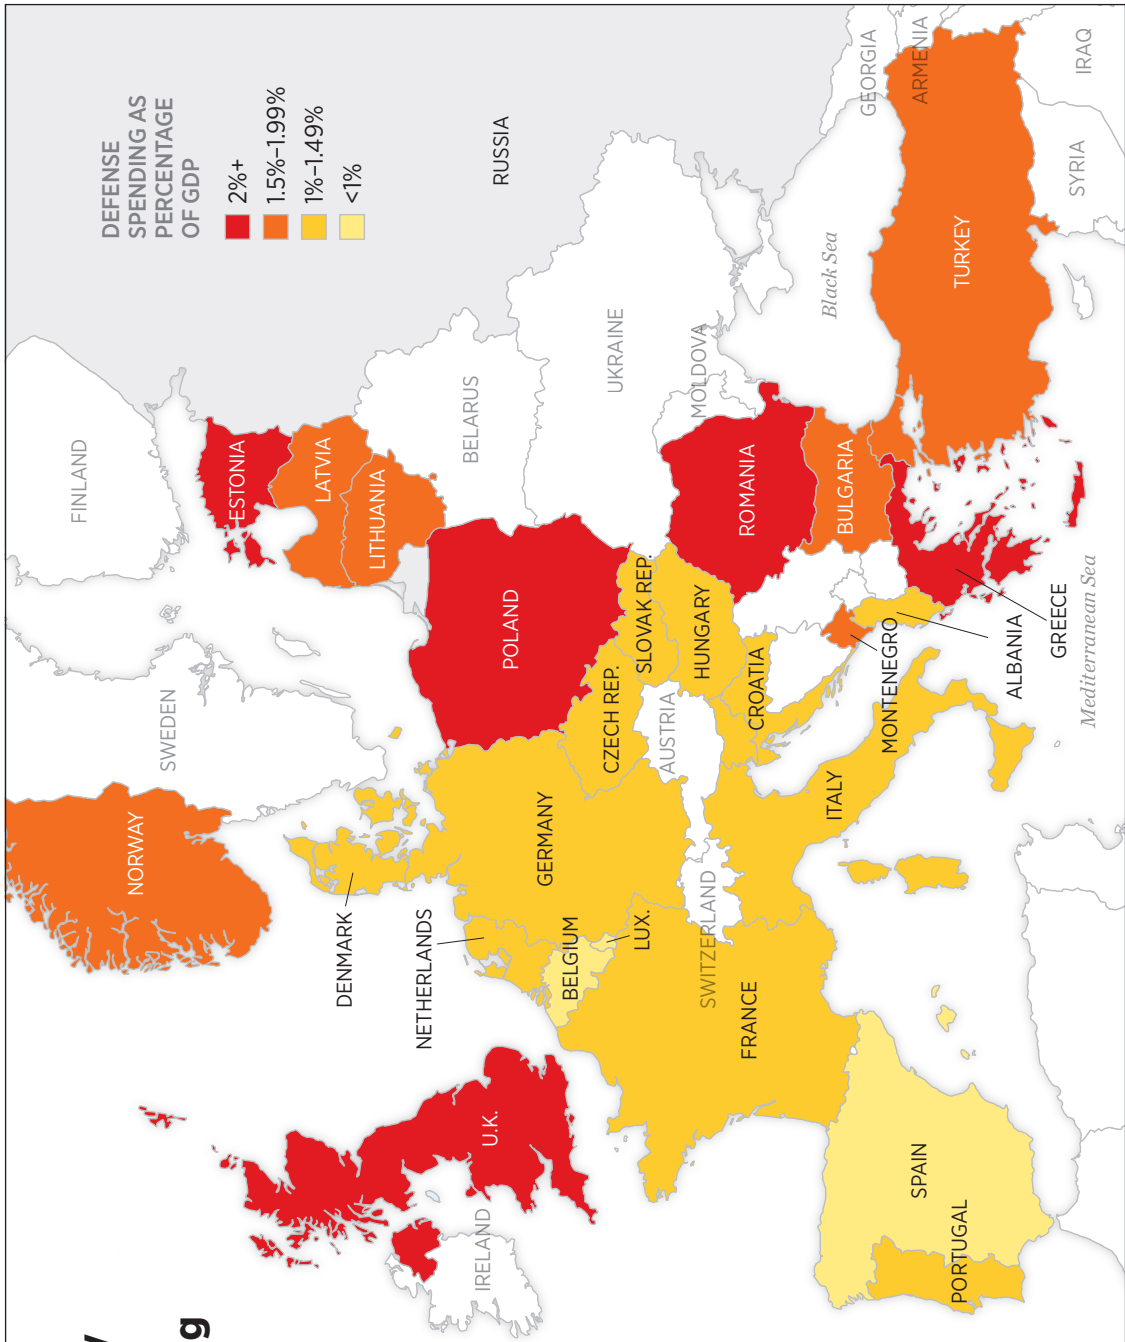 DEFENSE
SPENDING AS
PERCENTAGE
OF GDP
2%+
1.5%–1.99%
1%–1.49%
<1%
FINLAND
NORWAY
SWEDEN
ESTONIA
LATVIA
LITHUANIA
RUSSIA
DENMARK
NETHERLANDS
BELARUS
IRELAND
U.K.
POLAND
GERMANY
BELGIUM
LUX.
CZECH REP.
SLOVAK REP.
UKRAINE
AUSTRIA
SWITZERLAND
HUNGARY
MOLDOVA
FRANCE
CROATIA
ROMANIA
ITALY
BULGARIA
Black Sea
GEORGIA
ARMENIA
MONTENEGRO
SPAIN
PORTUGAL
TURKEY
ALBANIA
GREECE
SYRIA
IRAQ
Mediterranean Sea
g